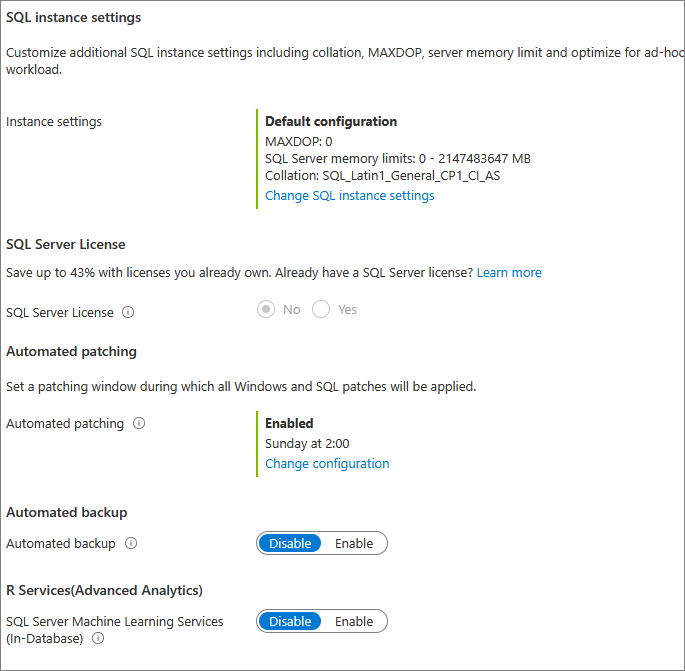 SQL instance settings
Customize additional SQL instance settings including collation, MAXDOP, server memory limit and optimize for ad-hoc
workload.
Instance settings
Default configuration
MAXDOP: 0
SQL Server memory limits: 0 - 2147483647 MB
Collation: SQL_Latin1_General_CP1_CI_AS
Change SQL instance settings
SQL Server License
Save up to 43% with licenses you already own. Already have a SQL Server license? Learn more
SQL Server License
No Yes
Automated patching
Set a patching window during which all Windows and SQL patches will be applied.
Automated patching
Enabled
Sunday at 2:00
Change configuration
Automated backup
Automated backup
Disable Enable
R Services(Advanced Analytics)
SQL Server Machine Learning Services
(In-Database)
Disable Enable